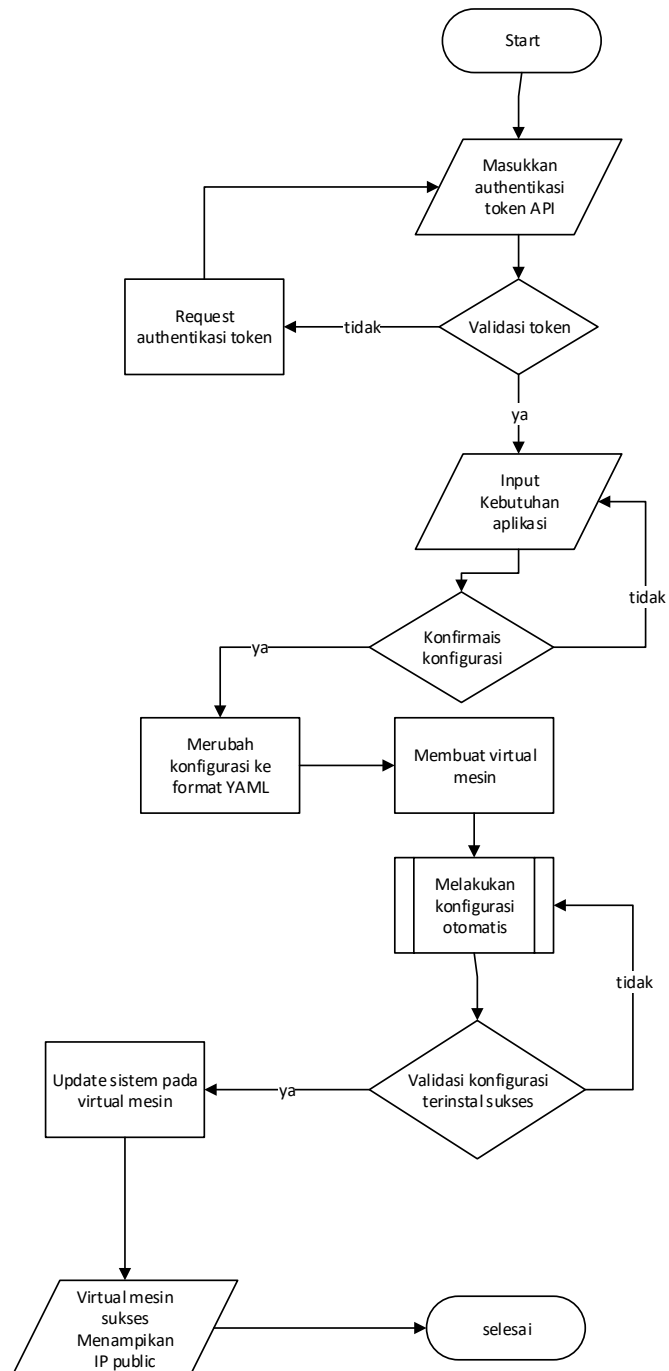 Start
Masukkan
authentikasi
token API
Request
authentikasi token
tidak
Validasi token
ya
Input
Kebutuhan
aplikasi
tidak
Konfirmais
konfigurasi
ya
Merubah
konfigurasi ke
format YAML
Membuat virtual
mesin
Melakukan
konfigurasi
otomatis
tidak
Update sistem pada
virtual mesin
ya
Validasi konfigurasi
terinstal sukses
Virtual mesin
sukses
Menampikan
IP public
selesai